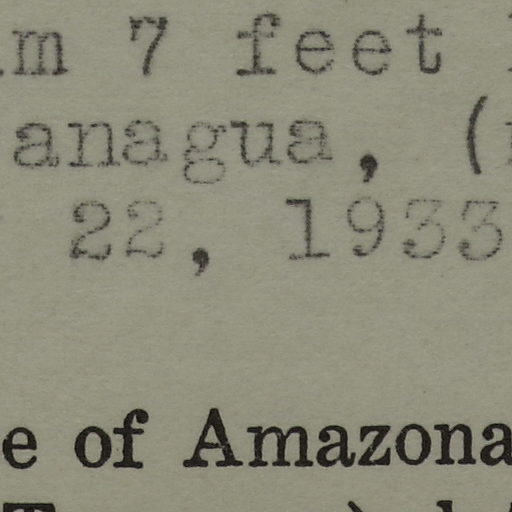 m 7 feet
anagua, (
22, 1933
e of Amazona